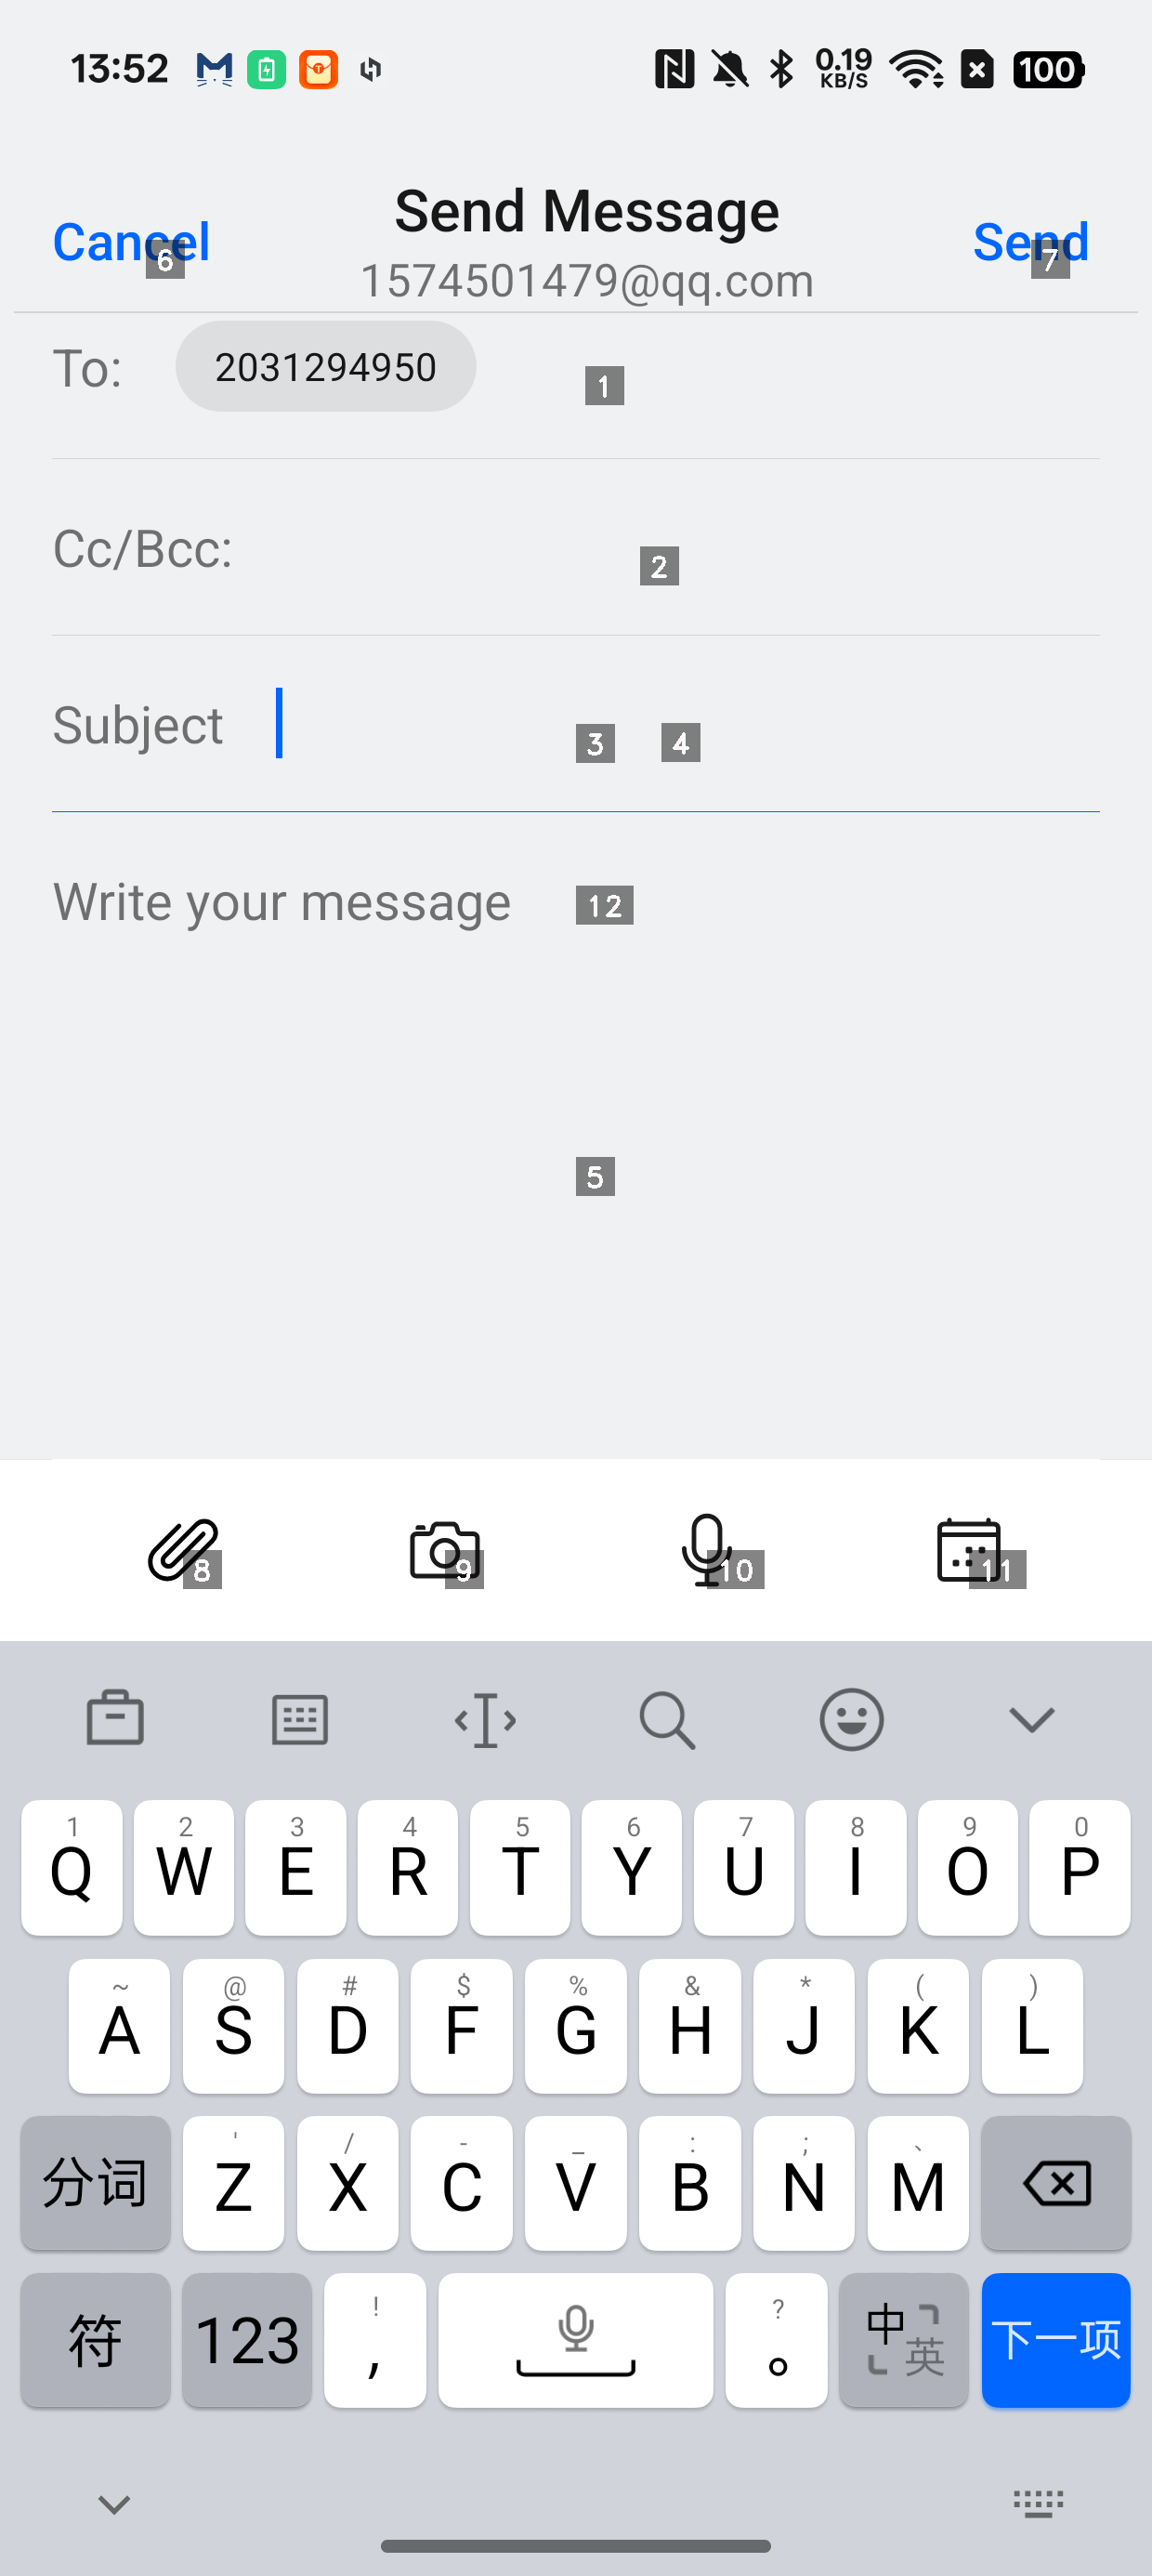 13:52 0.19 KB/S 100
Send Message
Cancel Send
6 7
1574501479@qq.com
To: 2031294950 1
Cc/Bcc: 2
Subject 3 4
Write your message 12
5
8 9 10 11
1 2 3 4 5 6 7 8 9 0
Q W E R T Y U I O P
~ @ # $ % & * ( )
A S D F G H J K L
' / - _ : ; 、
分词 Z X C V B N M
! ?
符 123 , 。 中 英 下一项